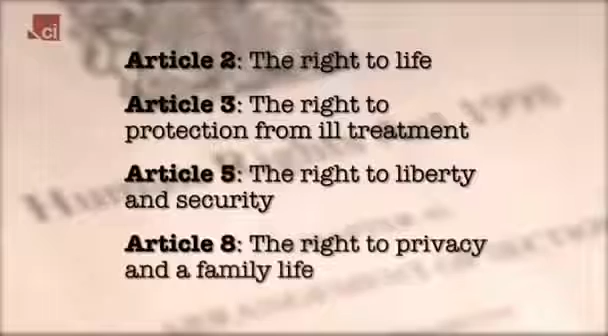 ci
Article 2: The right to life
Article 3: The right to
protection from ill treatment
Article 5: The right to liberty
and security
Article 8: The right to privacy
and a family life